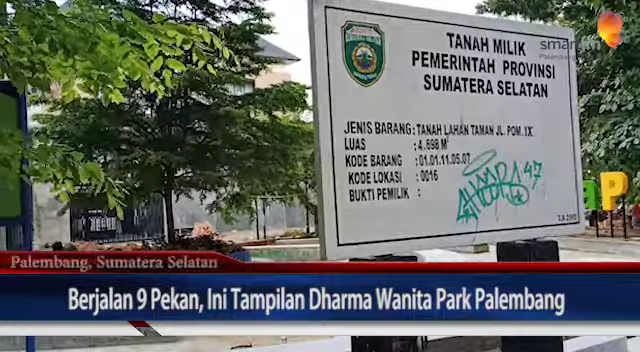 TANAH MILIK
PEMERINTAH PROVINSI
SUMATERA SELATAN
JENIS BARANG : TANAH LAHAN TAMAN JL. POM. IX.
LUAS : 4. 698 M²
KODE BARANG : 01.01.11.05.07
KODE LOKASI : 0016
BUKTI PEMILIK :
47
P
Palembang
Palembang, Sumatera Selatan
Berjalan 9 Pekan, Ini Tampilan Dharma Wanita Park Palembang